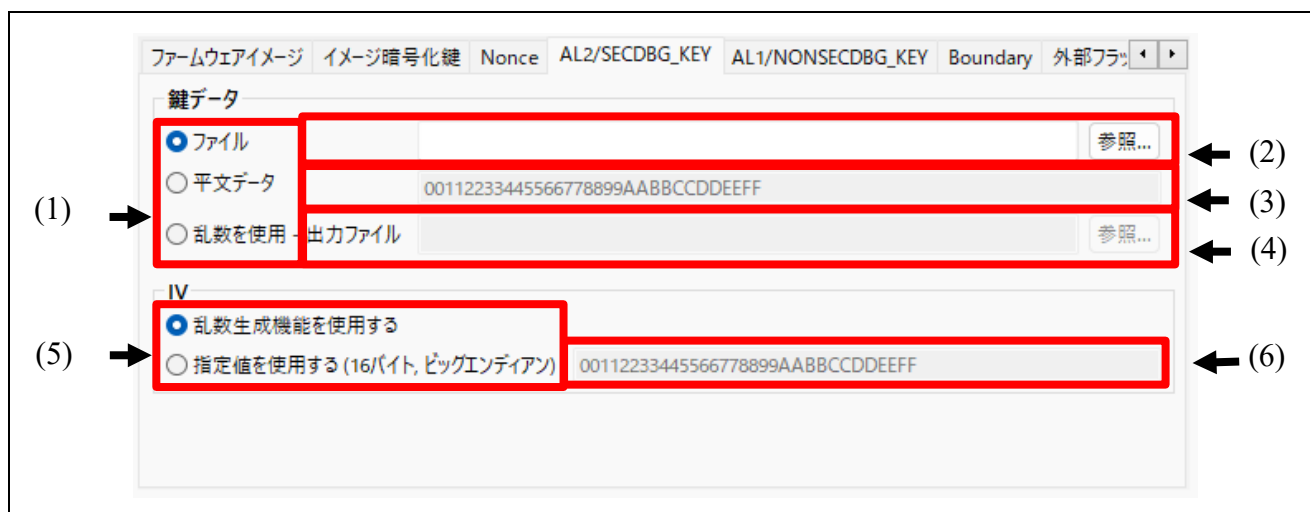 ファームウェアイメージ イメージ暗号化鍵 Nonce AL2/SECDBG_KEY AL1/NONSECDBG_KEY Boundary 外部フラッ
鍵データ
ファイル 参照... (2)
平文データ 00112233445566778899AABBCCDDEEFF (3)
(1)
乱数を使用 - 出力ファイル 参照... (4)
IV
乱数生成機能を使用する
(5) 指定値を使用する (16バイト, ビッグエンディアン) 00112233445566778899AABBCCDDEEFF (6)